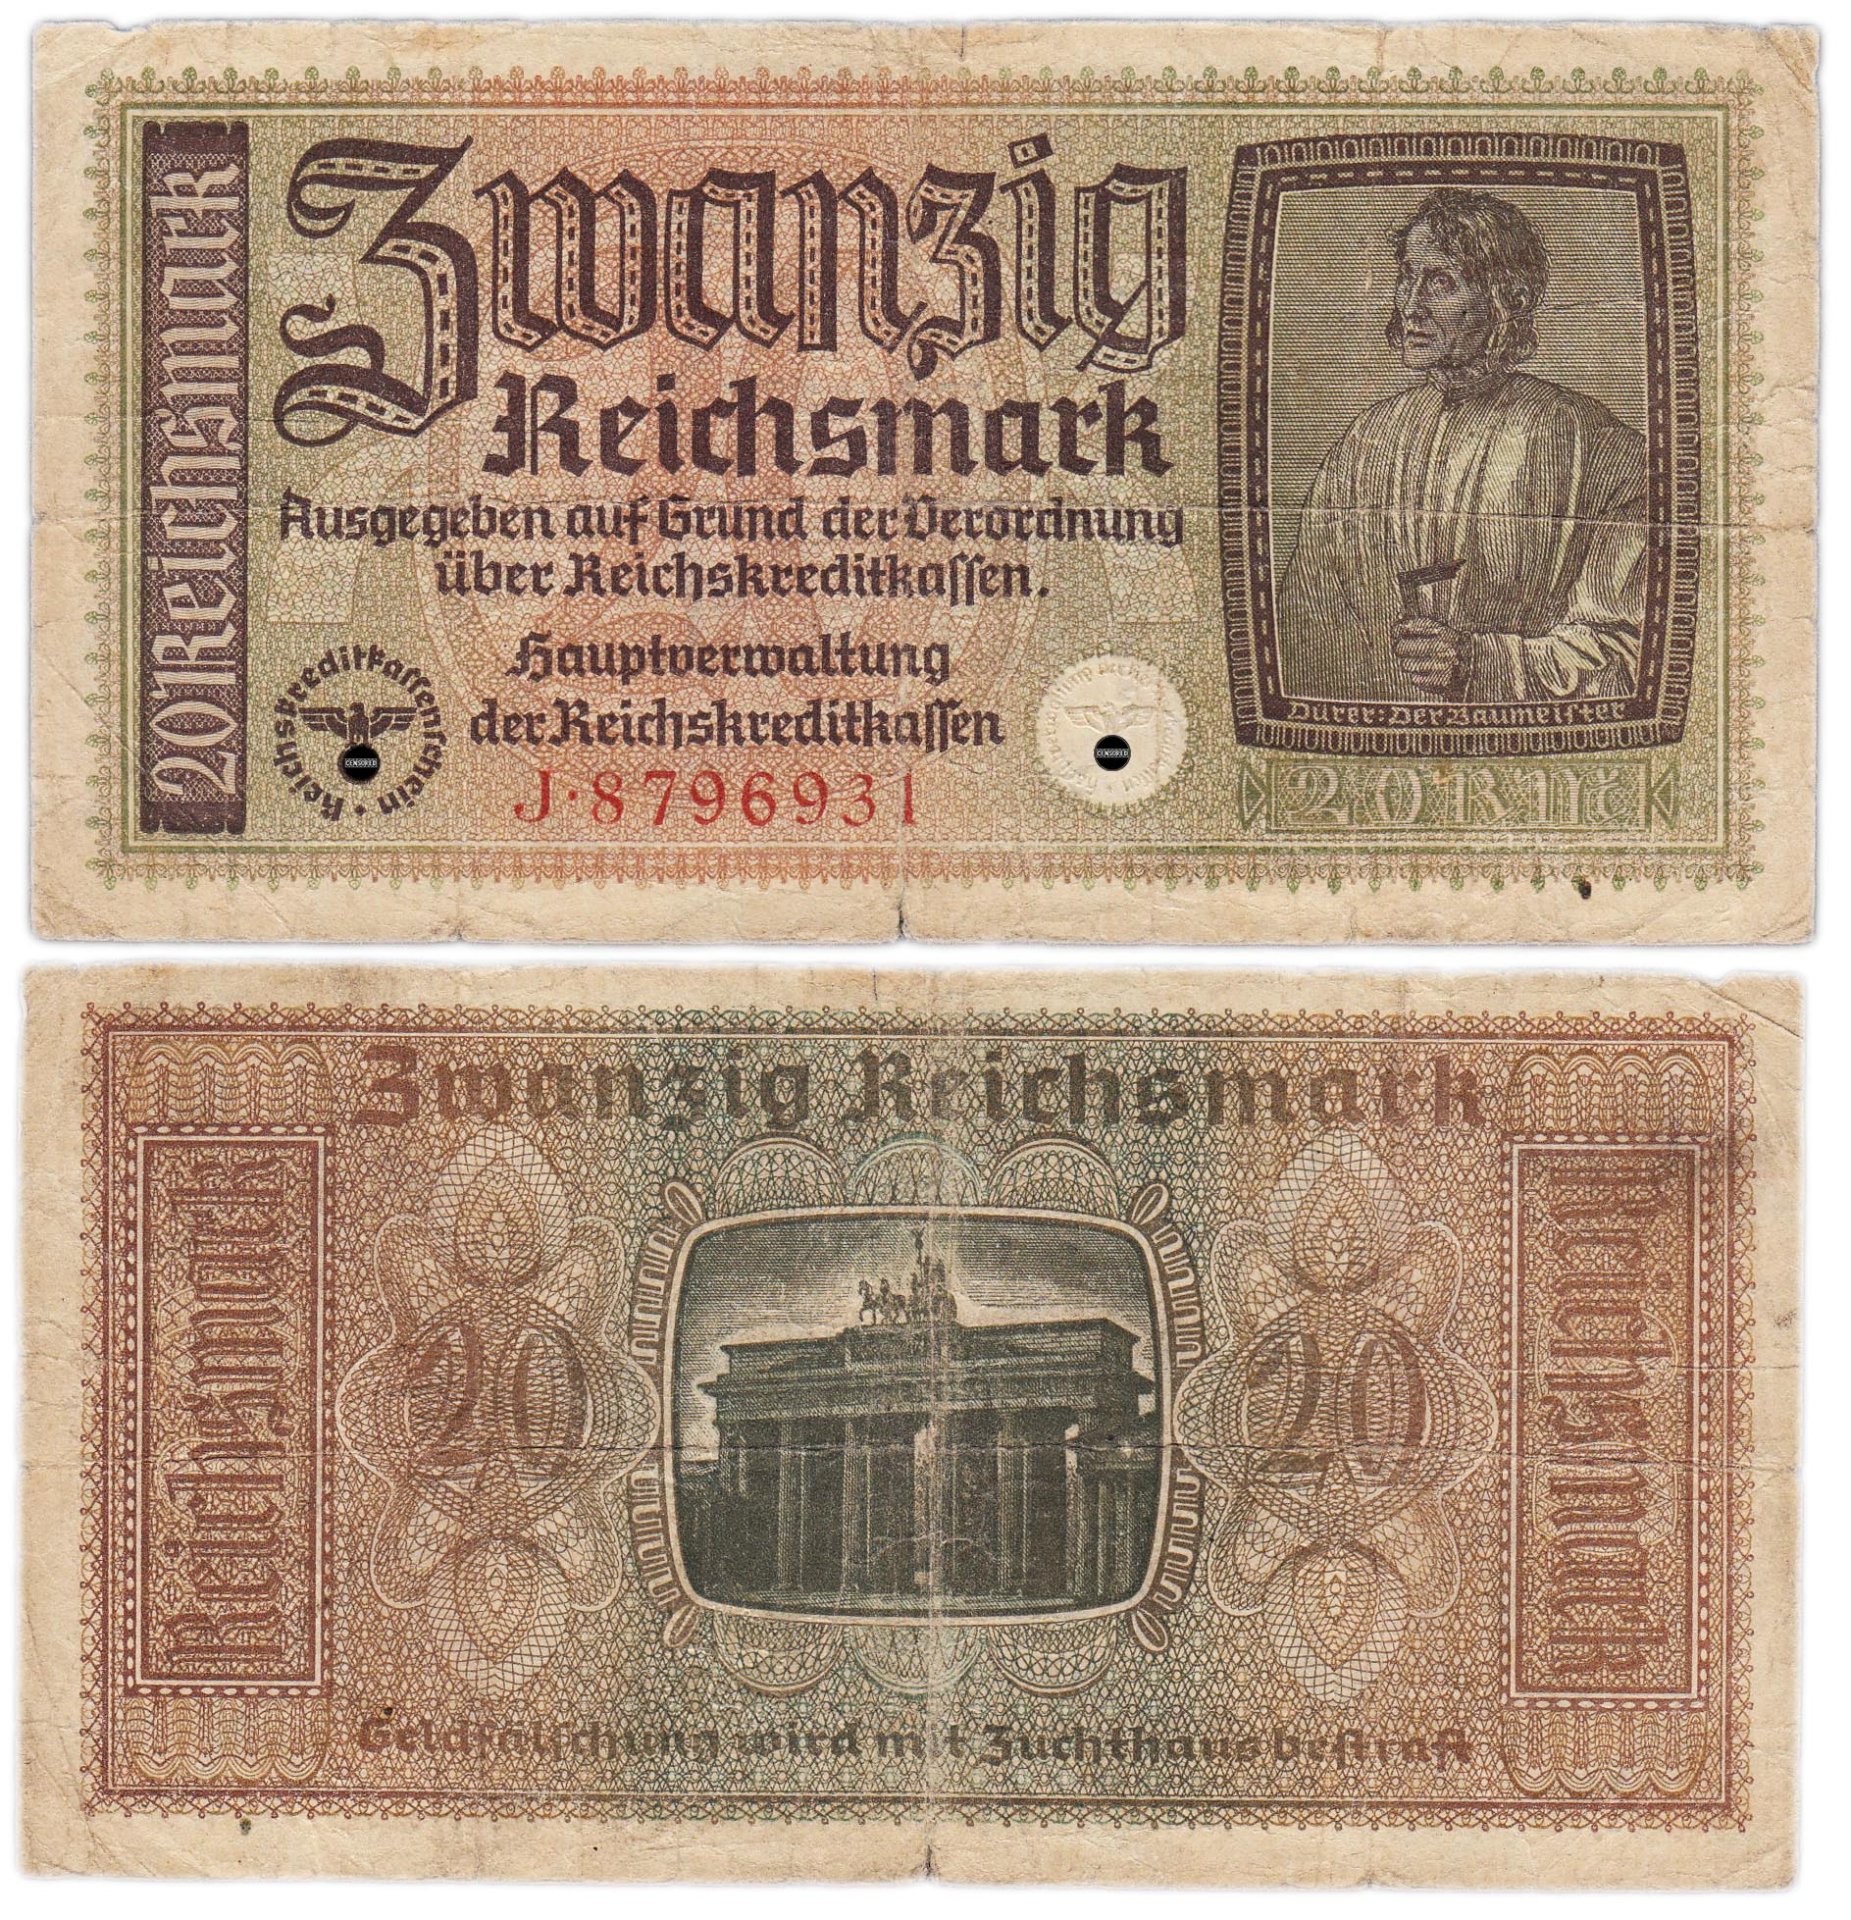 20 Reichsmark
Zwanzig
Reichsmark
Ausgegeben auf Grund der Verordnung
über Reichskreditkaſſen.
Hauptverwaltung
der Reichskreditkaſſen
Reichskreditkaſſenſchein
CENSORED
CENSORED
J·8796931
Dürer: Der Baumeiſter
20 RMk
Zwanzig Reichsmark
Reichsmark
20
20
Reichsmark
Geldfälſchung wird mit Zuchthaus beſtraft